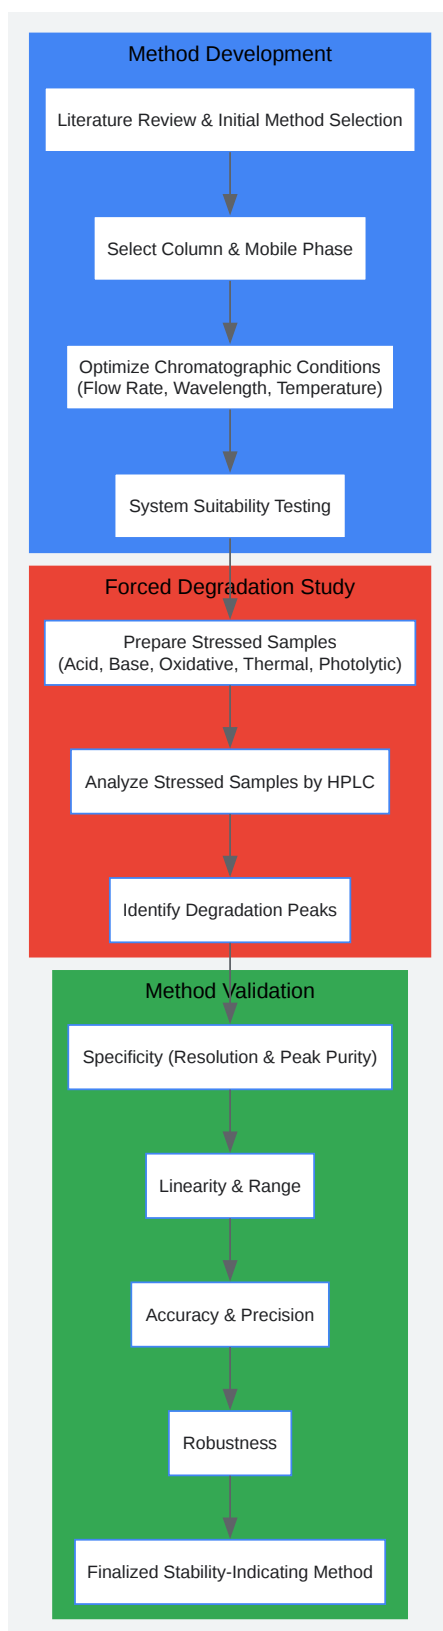 Method Development
Literature Review & Initial Method Selection
Select Column & Mobile Phase
Optimize Chromatographic Conditions
(Flow Rate, Wavelength, Temperature)
System Suitability Testing
Forced Degradation Study
Prepare Stressed Samples
(Acid, Base, Oxidative, Thermal, Photolytic)
Analyze Stressed Samples by HPLC
Identify Degradation Peaks
Method Validation
Specificity (Resolution & Peak Purity)
Linearity & Range
Accuracy & Precision
Robustness
Finalized Stability-Indicating Method